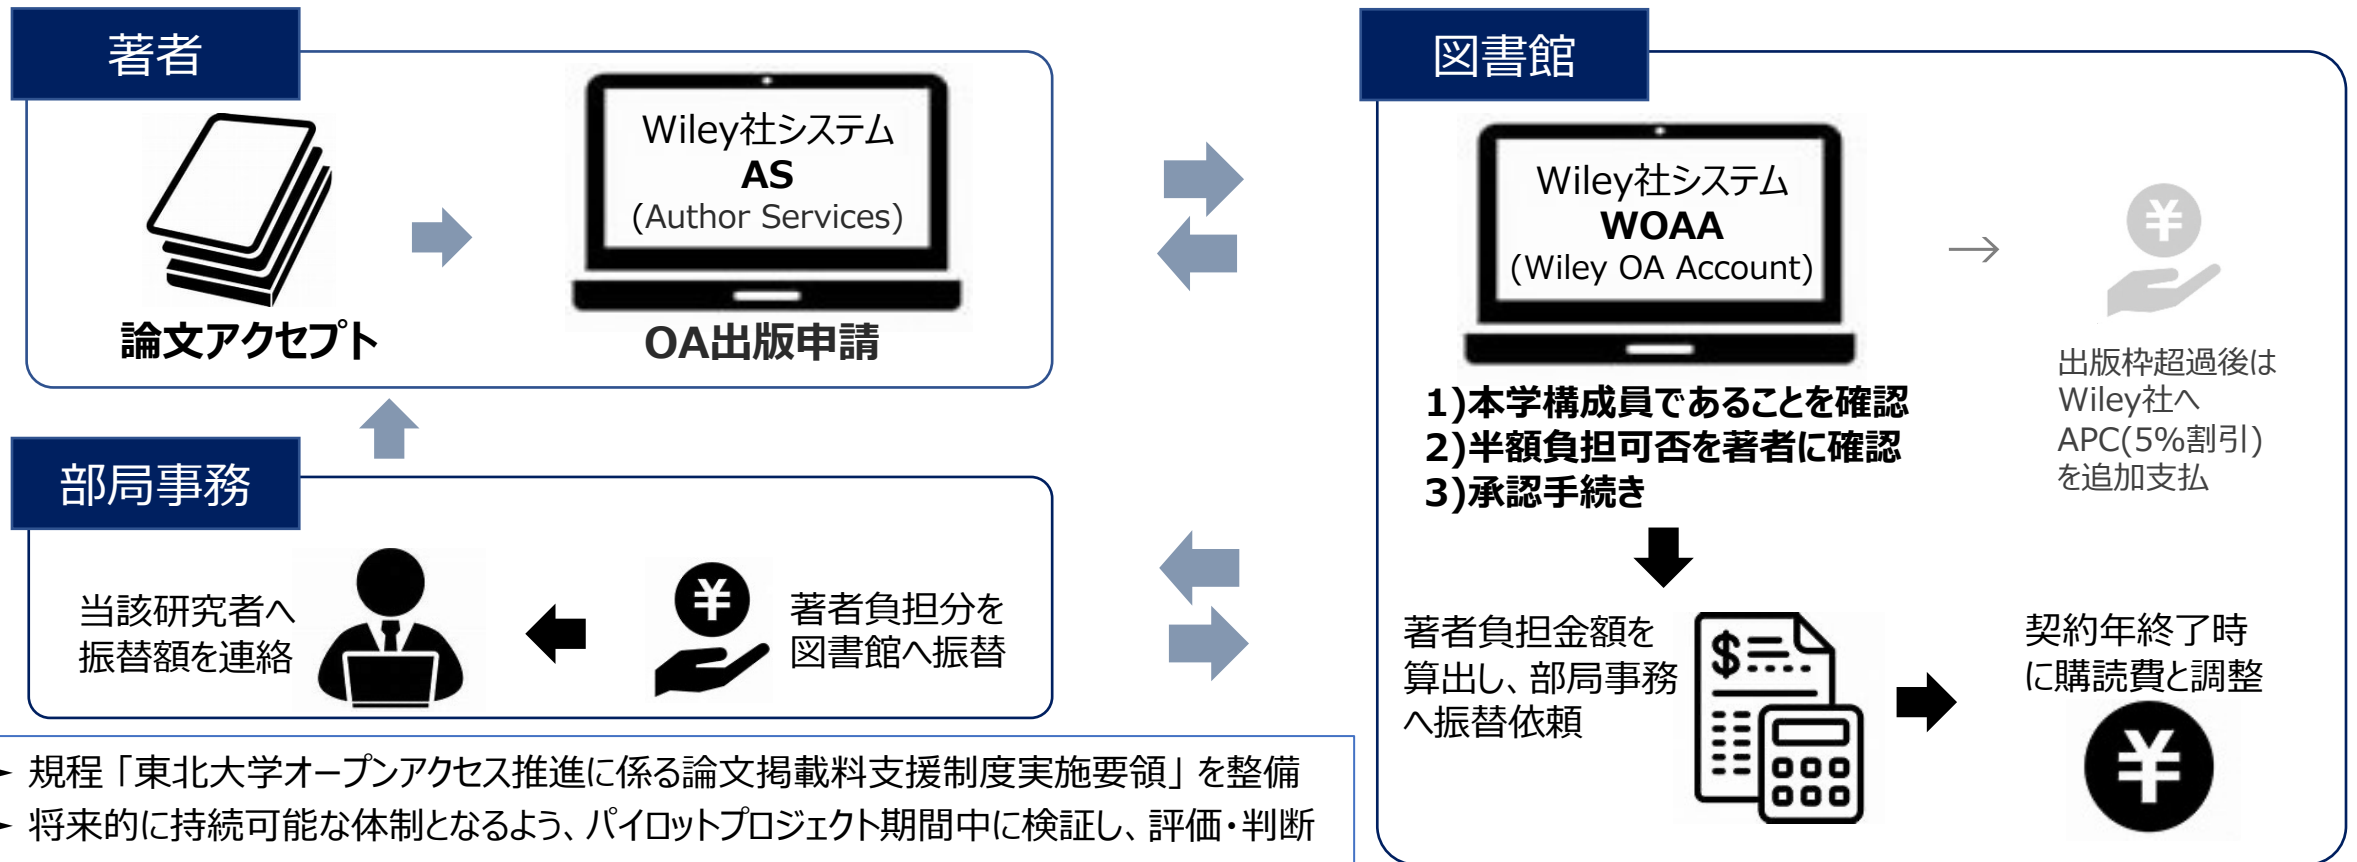 著者
Wiley社システム
AS
(Author Services)
論文アクセプト
OA出版申請
図書館
Wiley社システム
WOAA
(Wiley OA Account)
→
¥
出版枠超過後は
Wiley社へ
APC(5%割引)
を追加支払
1)本学構成員であることを確認
2)半額負担可否を著者に確認
3)承認手続き
著者負担金額を
算出し、部局事務
へ振替依頼
$
契約年終了時
に購読費と調整
¥
部局事務
当該研究者へ
振替額を連絡
¥
著者負担分を
図書館へ振替
規程「東北大学オープンアクセス推進に係る論文掲載料支援制度実施要領」を整備
将来的に持続可能な体制となるよう、パイロットプロジェクト期間中に検証し、評価・判断